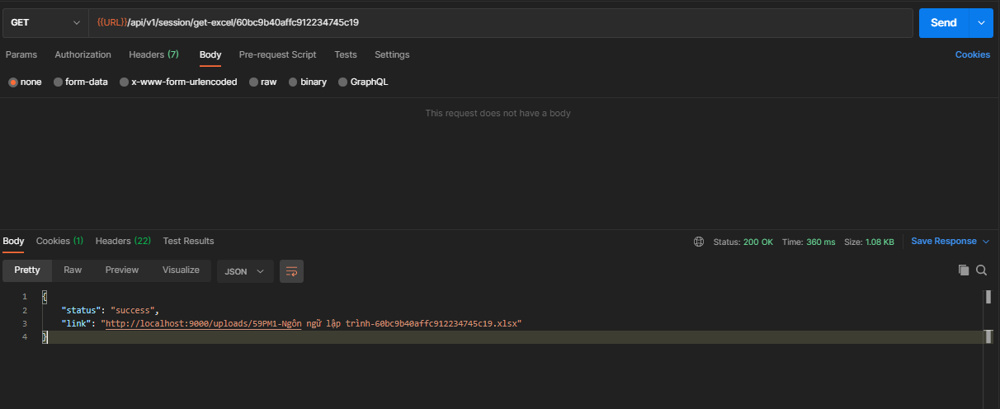 GET {{URL}}/api/v1/session/get-excel/60bc9b40affc912234745c19 Send
Params Authorization Headers (7) Body Pre-request Script Tests Settings Cookies
none form-data x-www-form-urlencoded raw binary GraphQL
This request does not have a body
Body Cookies (1) Headers (22) Test Results Status: 200 OK Time: 360 ms Size: 1.08 KB Save Response
Pretty Raw Preview Visualize JSON
1 {
2 "status": "success",
3 "link": "http://localhost:9000/uploads/59PM1-Ngôn ngữ lập trình-60bc9b40affc912234745c19.xlsx"
4 }